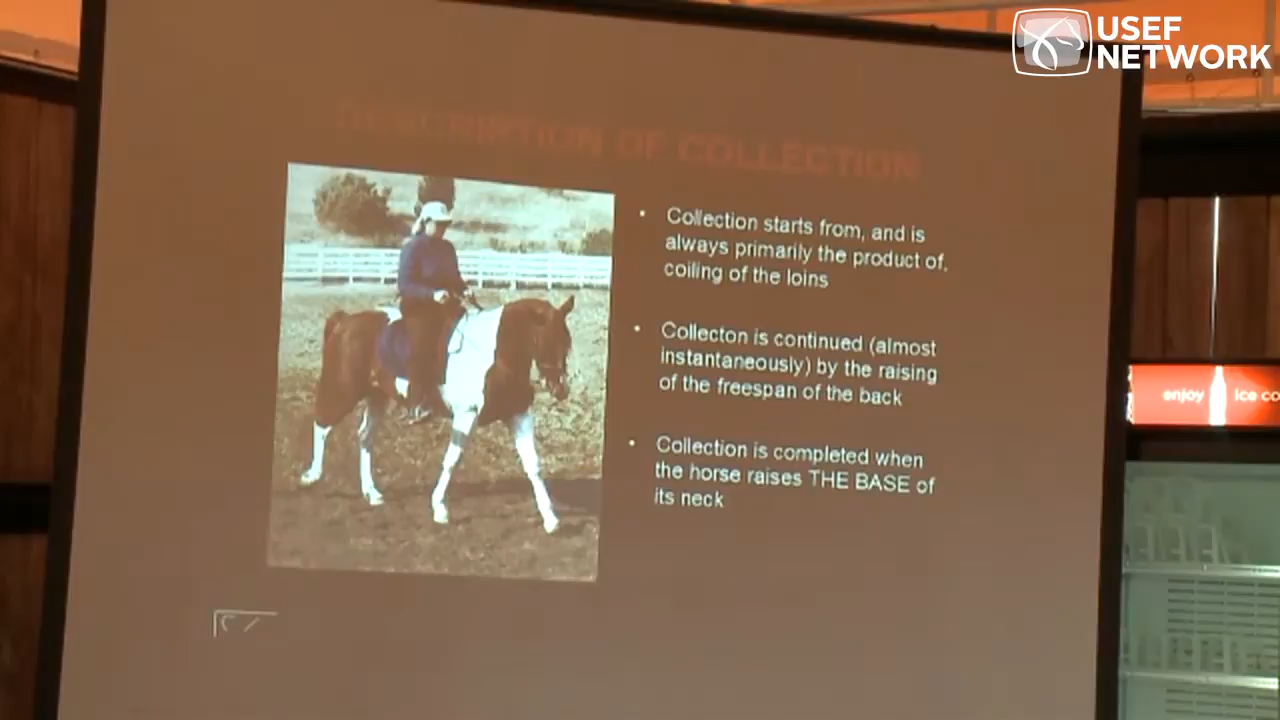 USEF
NETWORK
DESCRIPTION OF COLLECTION
• Collection starts from, and is
always primarily the product of,
coiling of the loins
• Collecton is continued (almost
instantaneously) by the raising
of the freespan of the back
• Collection is completed when
the horse raises THE BASE of
its neck
enjoy ice co